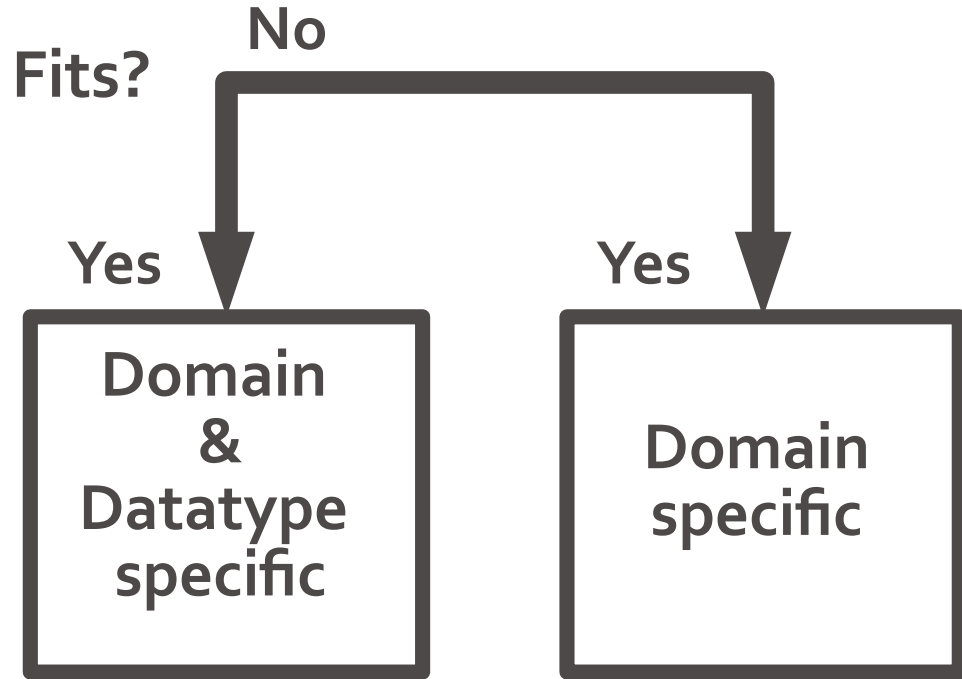 No
Fits?
Yes
Yes
Domain
&
Datatype
specific
Domain
specific